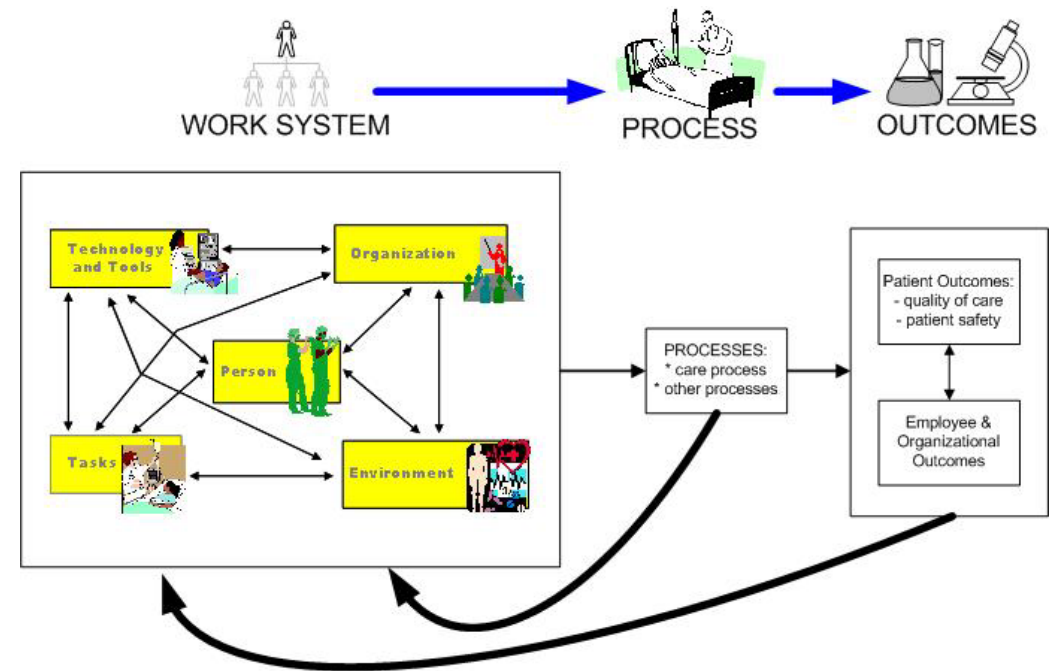 WORK SYSTEM
PROCESS
OUTCOMES
Technology
and Tools
Organization
Person
Tasks
Environment
PROCESSES:
* care process
* other processes
Patient Outcomes:
- quality of care
- patient safety
Employee &
Organizational
Outcomes